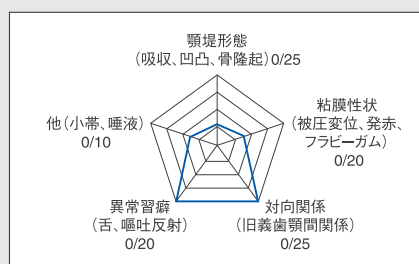 顎堤形態
(吸収、凹凸、骨隆起)0/25
粘膜性状
(被圧変位、発赤、
フラビーガム)
0/20
他(小帯、唾液)
0/10
異常習癖
(舌、嘔吐反射)
0/20
対向関係
(旧義歯顎間関係)
0/25